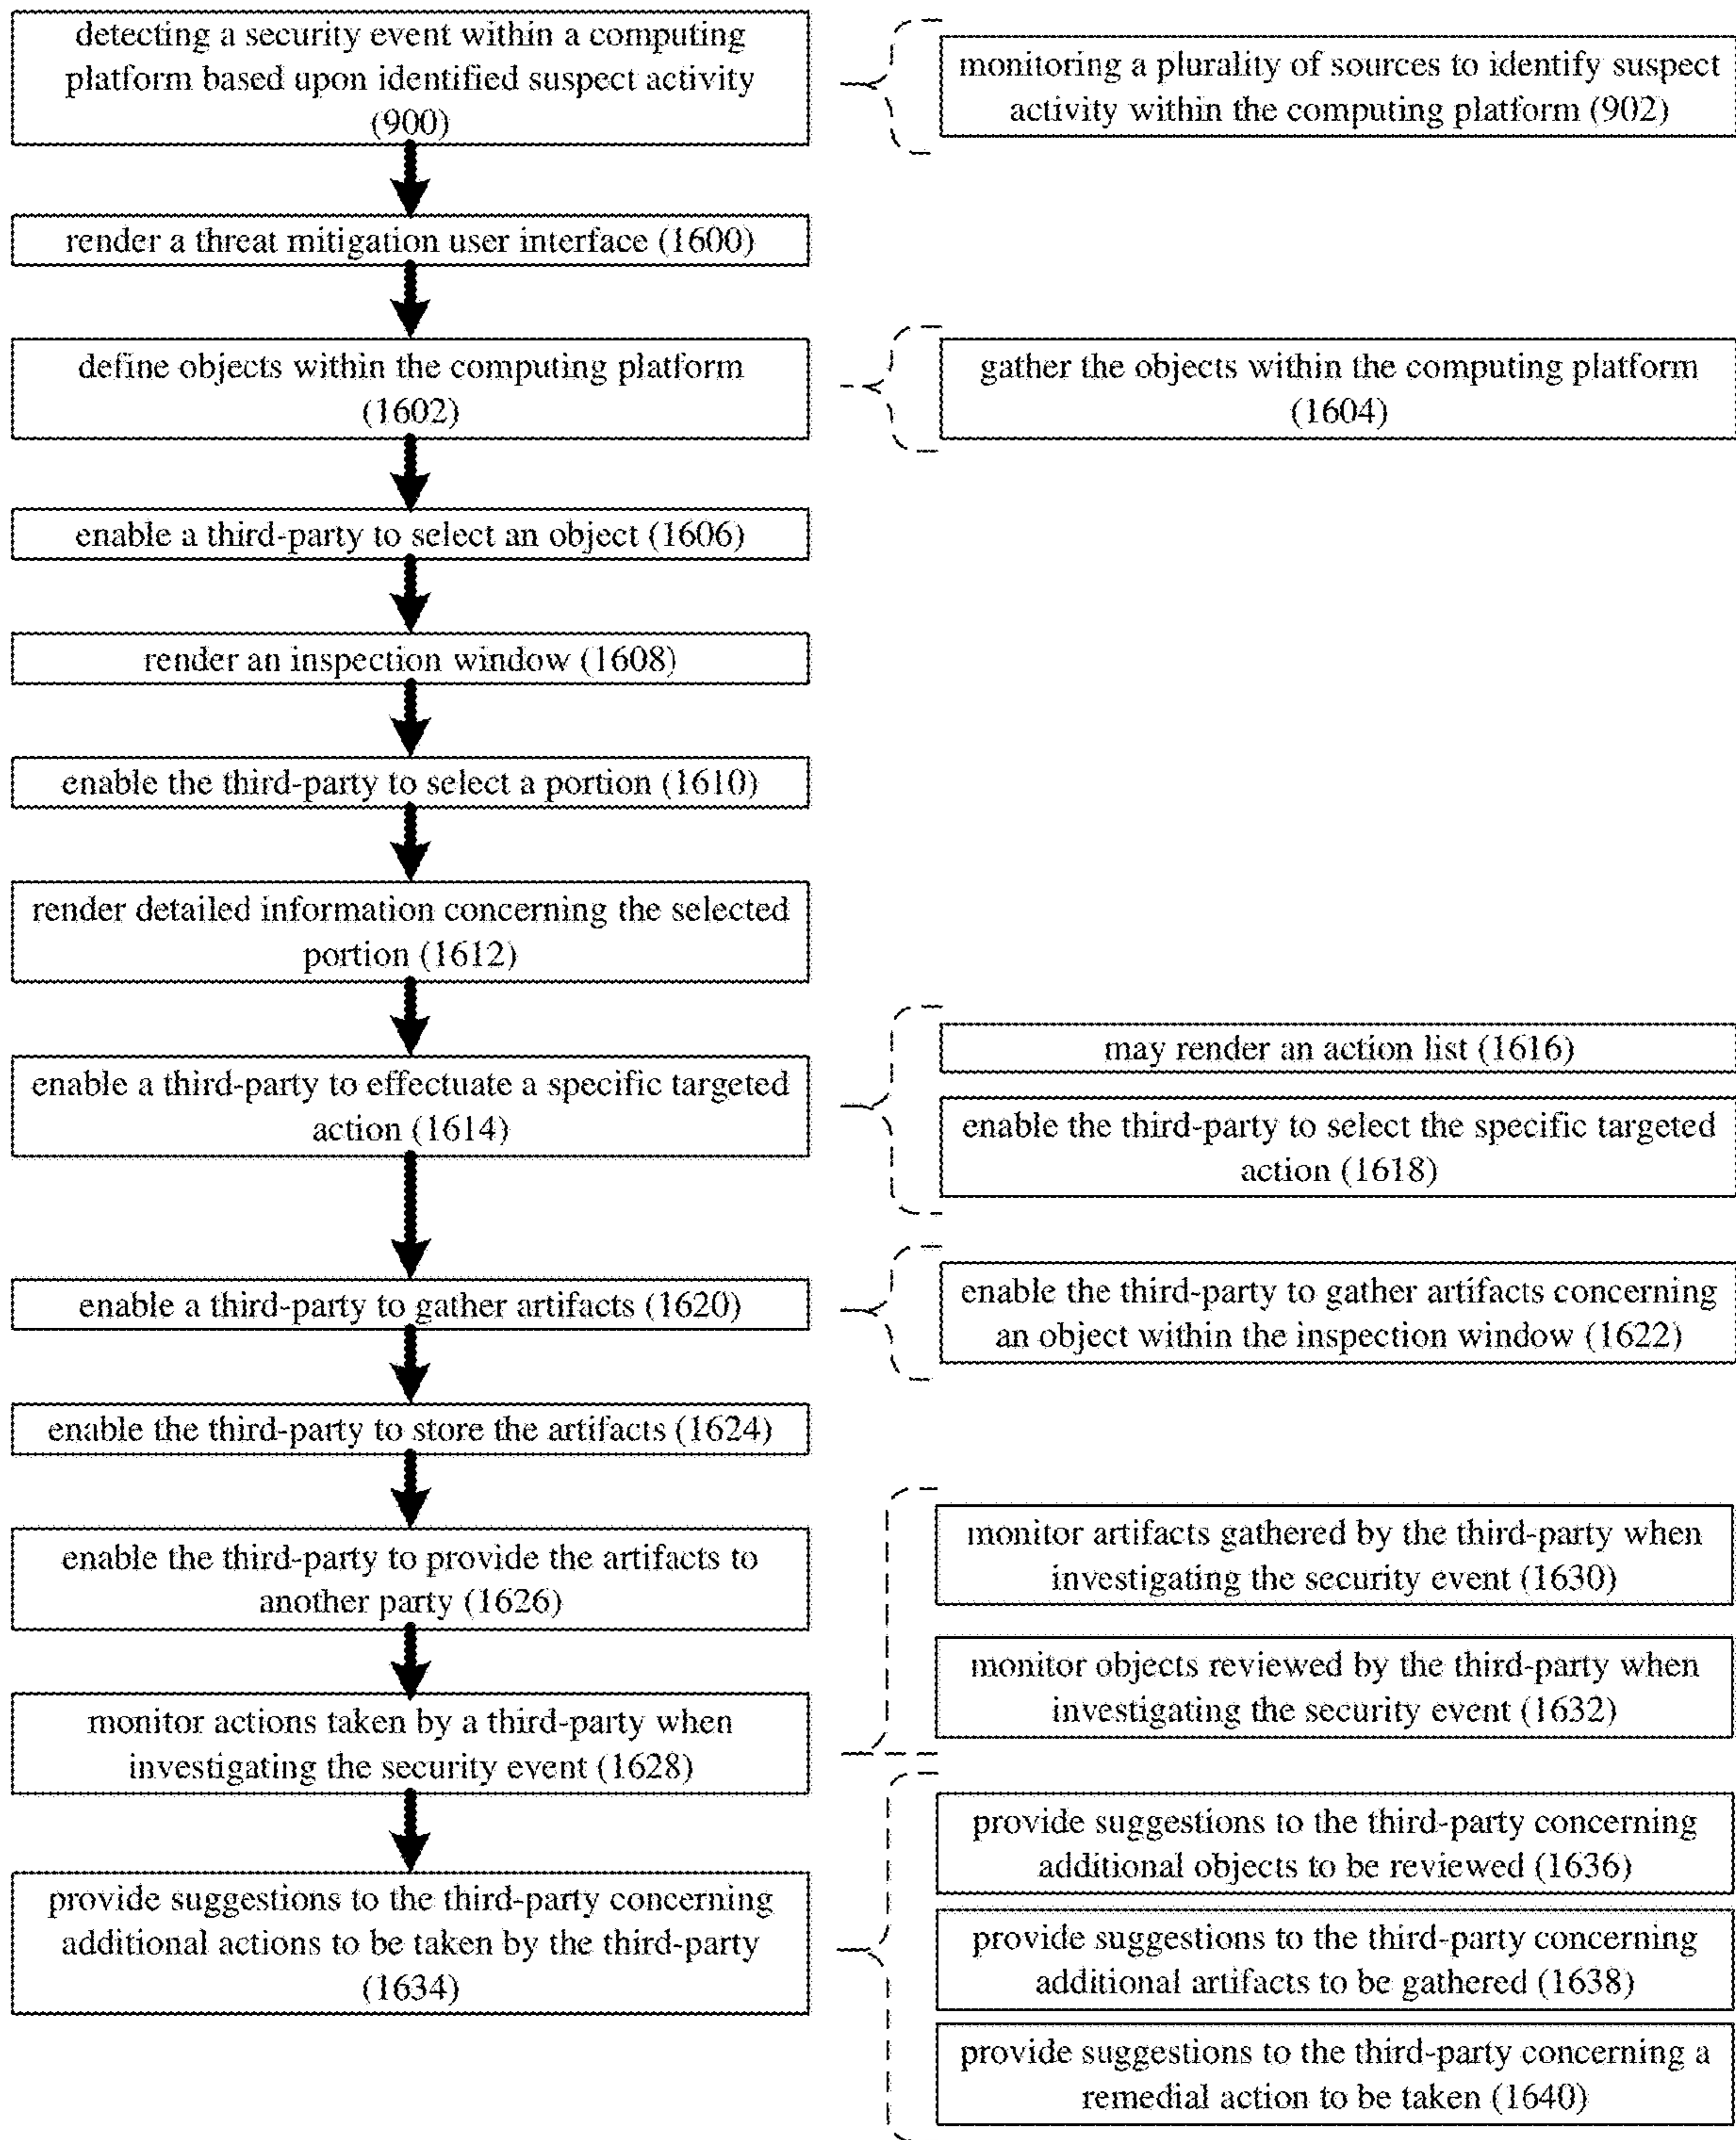 detecting a security event within a computing
platform based upon identified suspect activity
(900)
monitoring a plurality of sources to identify suspect
activity within the computing platform (902)
render a threat mitigation user interface (1600)
define objects within the computing platform
(1602)
gather the objects within the computing platform
(1604)
enable a third-party to select an object (1606)
render an inspection window (1608)
enable the third-party to select a portion (1610)
render detailed information concerning the selected
portion (1612)
enable a third-party to effectuate a specific targeted
action (1614)
may render an action list (1616)
enable the third-party to select the specific targeted
action (1618)
enable a third-party to gather artifacts (1620)
enable the third-party to gather artifacts concerning
an object within the inspection window (1622)
enable the third-party to store the artifacts (1624)
enable the third-party to provide the artifacts to
another party (1626)
monitor actions taken by a third-party when
investigating the security event (1628)
monitor artifacts gathered by the third-party when
investigating the security event (1630)
monitor objects reviewed by the third-party when
investigating the security event (1632)
provide suggestions to the third-party concerning
additional actions to be taken by the third-party
(1634)
provide suggestions to the third-party concerning
additional objects to be reviewed (1636)
provide suggestions to the third-party concerning
additional artifacts to be gathered (1638)
provide suggestions to the third-party concerning a
remedial action to be taken (1640)